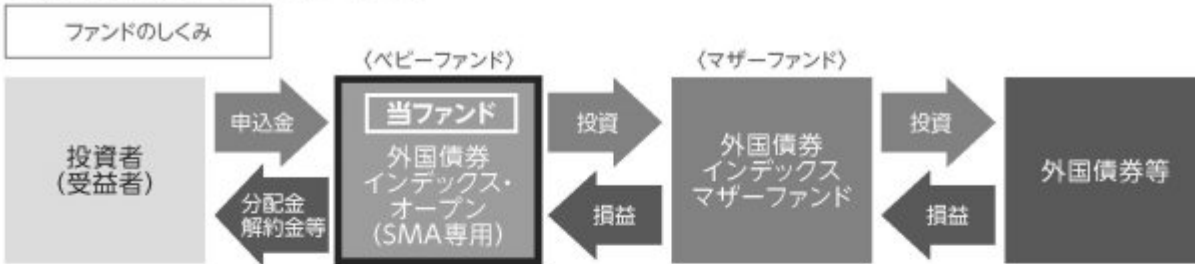 ファンドのしくみ
〈ベビーファンド〉
〈マザーファンド〉
投資者
(受益者)
申込金
分配金
解約金等
当ファンド
外国債券
インデックス・
オープン
(SMA専用)
投資
損益
外国債券
インデックス
マザーファンド
投資
損益
外国債券等